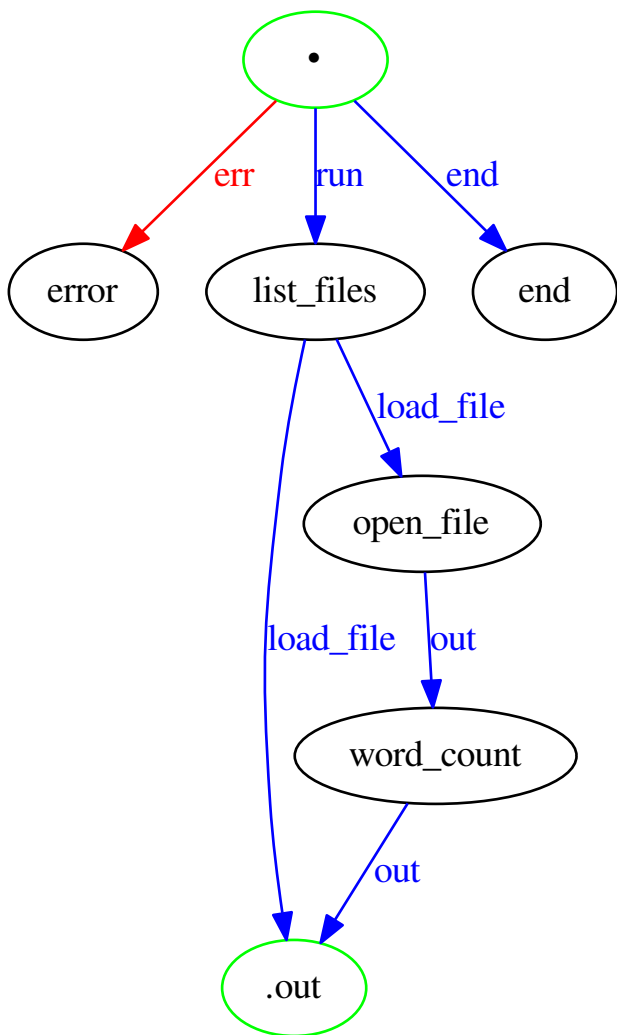 •
err
run
end
error
list_files
end
load_file
open_file
load_file
out
word_count
out
.out